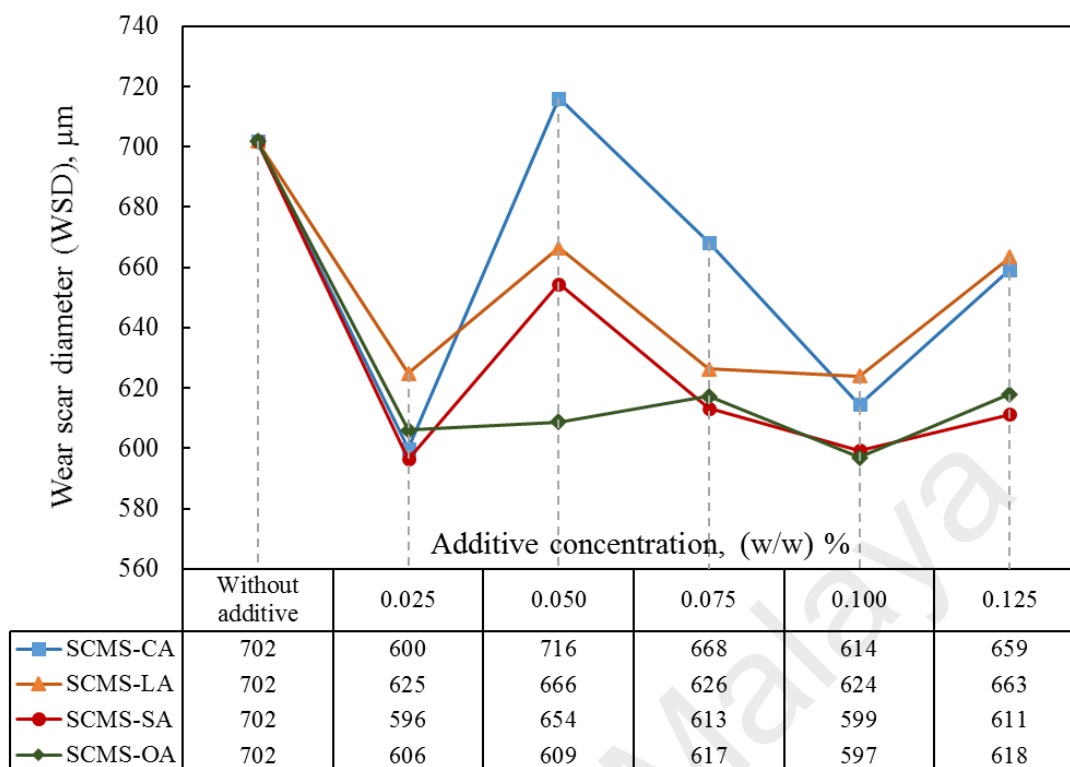 740
720
700
680
660
640
620
600
580
560
Wear scar diameter (WSD), µm
Additive concentration, (w/w) %
Without additive 0.025 0.050 0.075 0.100 0.125
SCMS-CA 702 600 716 668 614 659
SCMS-LA 702 625 666 626 624 663
SCMS-SA 702 596 654 613 599 611
SCMS-OA 702 606 609 617 597 618
Malaya